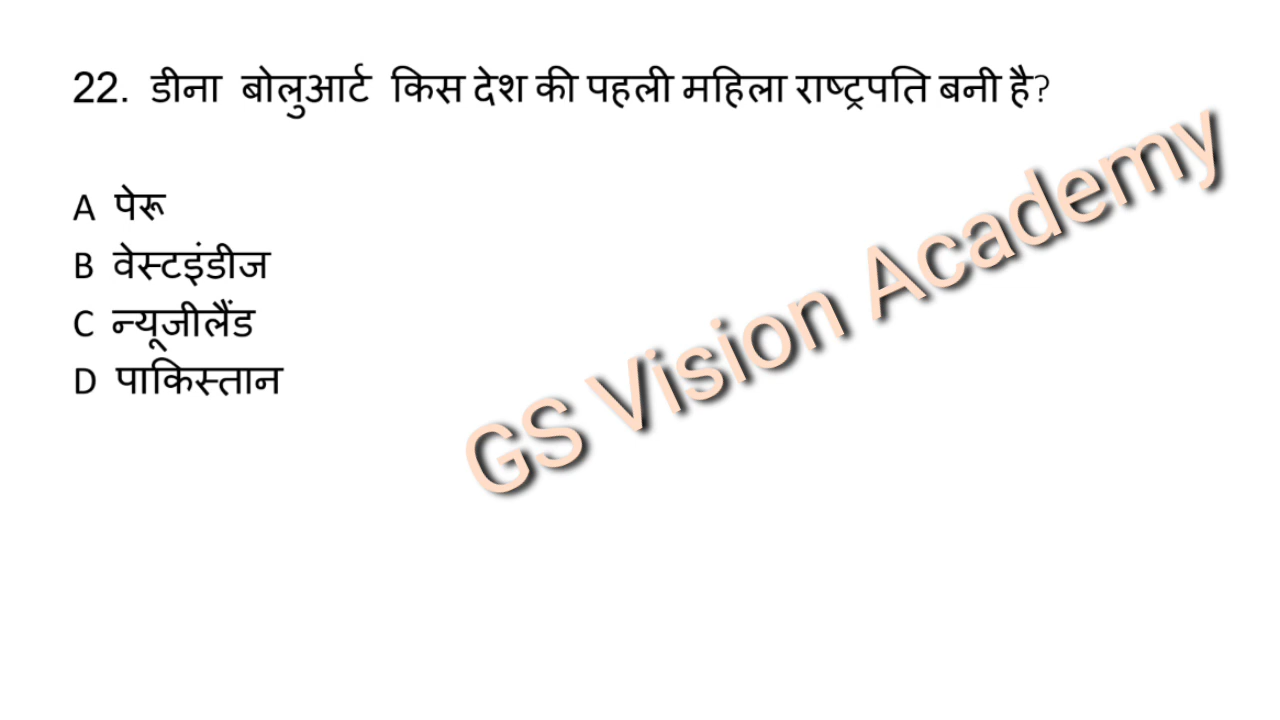 22. डीना बोलुआर्ट किस देश की पहली महिला राष्ट्रपति बनी है?
A पेरू
B वेस्टइंडीज
C न्यूजीलैंड
D पाकिस्तान
GS Vision Academy